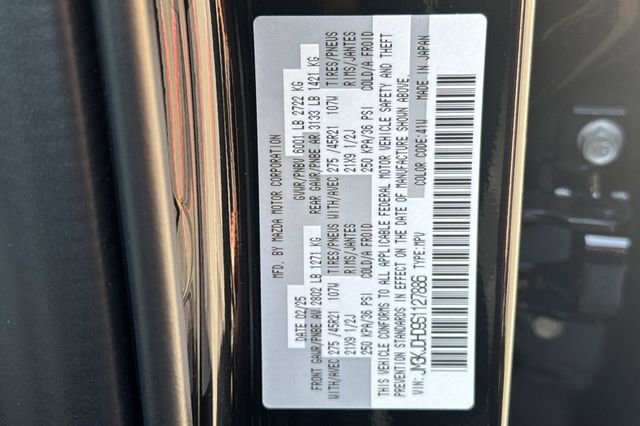 MFD. BY MAZDA MOTOR CORPORATION
DATE 02/25 GVWR/PNBV 6001 LB 2722 KG
FRONT GAWR/PNBE AV 2802 LB 1271 KG REAR GAWR/PNBE AR 3133 LB 1421 KG
WITH/AVEC 275 /45R21 107W TIRES/PNEUS WITH/AVEC 275 /45R21 107W TIRES/PNEUS
21X9 1/2J RIMS/JANTES 21X9 1/2J RIMS/JANTES
250 KPA/36 PSI COLD/A FROID 250 KPA/36 PSI COLD/A FROID
THIS VEHICLE CONFORMS TO ALL APPLICABLE FEDERAL MOTOR VEHICLE SAFETY AND THEFT
PREVENTION STANDARDS IN EFFECT ON THE DATE OF MANUFACTURE SHOWN ABOVE.
VIN: JM3KJDHD9S1127886 TYPE: MPV COLOR CODE: 41W MADE IN JAPAN